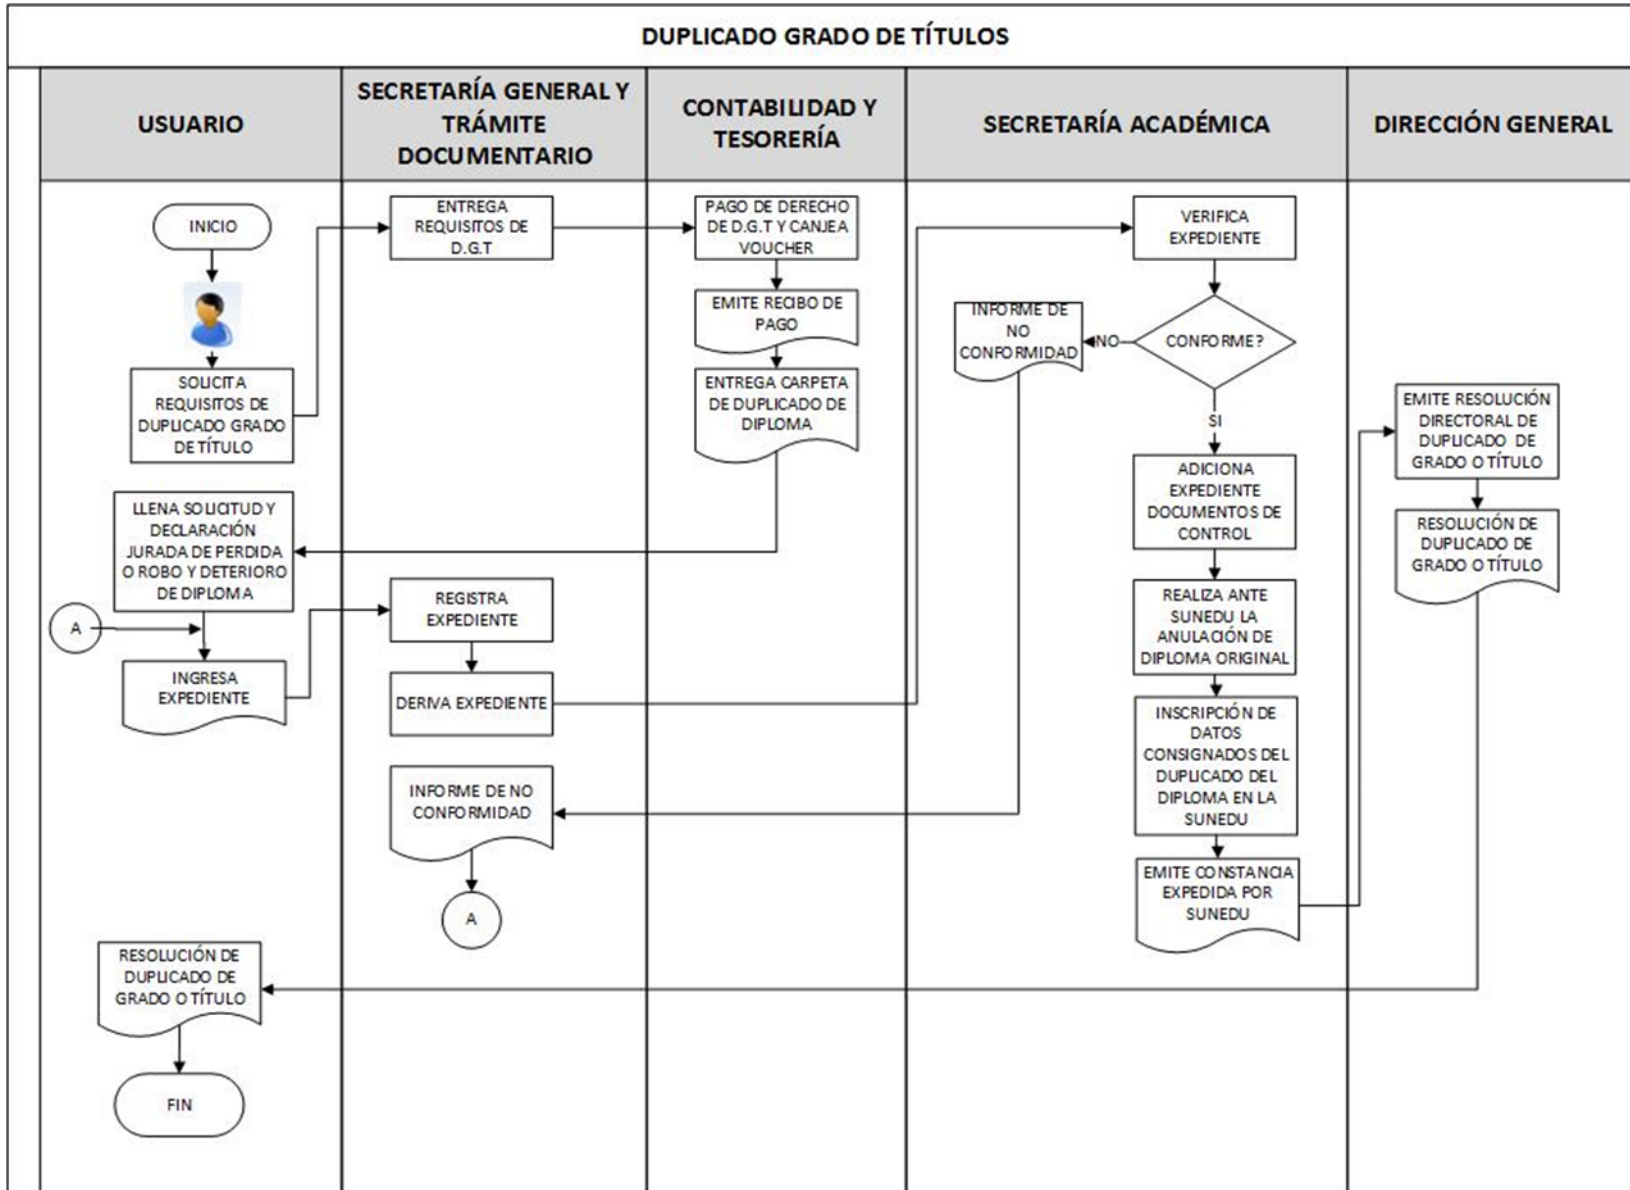 DUPLICADO GRADO DE TÍTULOS
USUARIO
SECRETARÍA GENERAL Y
TRÁMITE
DOCUMENTARIO
CONTABILIDAD Y
TESORERÍA
SECRETARÍA ACADÉMICA
DIRECCIÓN GENERAL
INICIO
SOLICITA
REQUISITOS DE
DUPLICADO GRADO
DE TÍTULO
LLENA SOLICITUD Y
DECLARACIÓN
JURADA DE PERDIDA
O ROBO Y DETERIORO
DE DIPLOMA
A
INGRESA
EXPEDIENTE
RESOLUCIÓN DE
DUPLICADO DE
GRADO O TÍTULO
FIN
ENTREGA
REQUISITOS DE
D.G.T
REGISTRA
EXPEDIENTE
DERIVA EXPEDIENTE
INFORME DE NO
CONFORMIDAD
A
PAGO DE DERECHO
DE D.G.T Y CANJEA
VOUCHER
EMITE RECIBO DE
PAGO
ENTREGA CARPETA
DE DUPLICADO DE
DIPLOMA
VERIFICA
EXPEDIENTE
CONFORME?
NO
INFORME DE
NO
CONFORMIDAD
SI
ADICIONA
EXPEDIENTE
DOCUMENTOS DE
CONTROL
REALIZA ANTE
SUNEDU LA
ANULACIÓN DE
DIPLOMA ORIGINAL
INSCRIPCIÓN DE
DATOS
CONSIGNADOS DEL
DUPLICADO DEL
DIPLOMA EN LA
SUNEDU
EMITE CONSTANCIA
EXPEDIDA POR
SUNEDU
EMITE RESOLUCIÓN
DIRECTORAL DE
DUPLICADO DE
GRADO O TÍTULO
RESOLUCIÓN DE
DUPLICADO DE
GRADO O TÍTULO